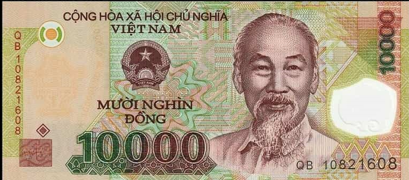 CỘNG HÒA XÃ HỘI CHỦ NGHĨA
VIỆT NAM
QB 10821608
10000
MƯỜI NGHÌN
ĐỒNG
10000
QB 10821608